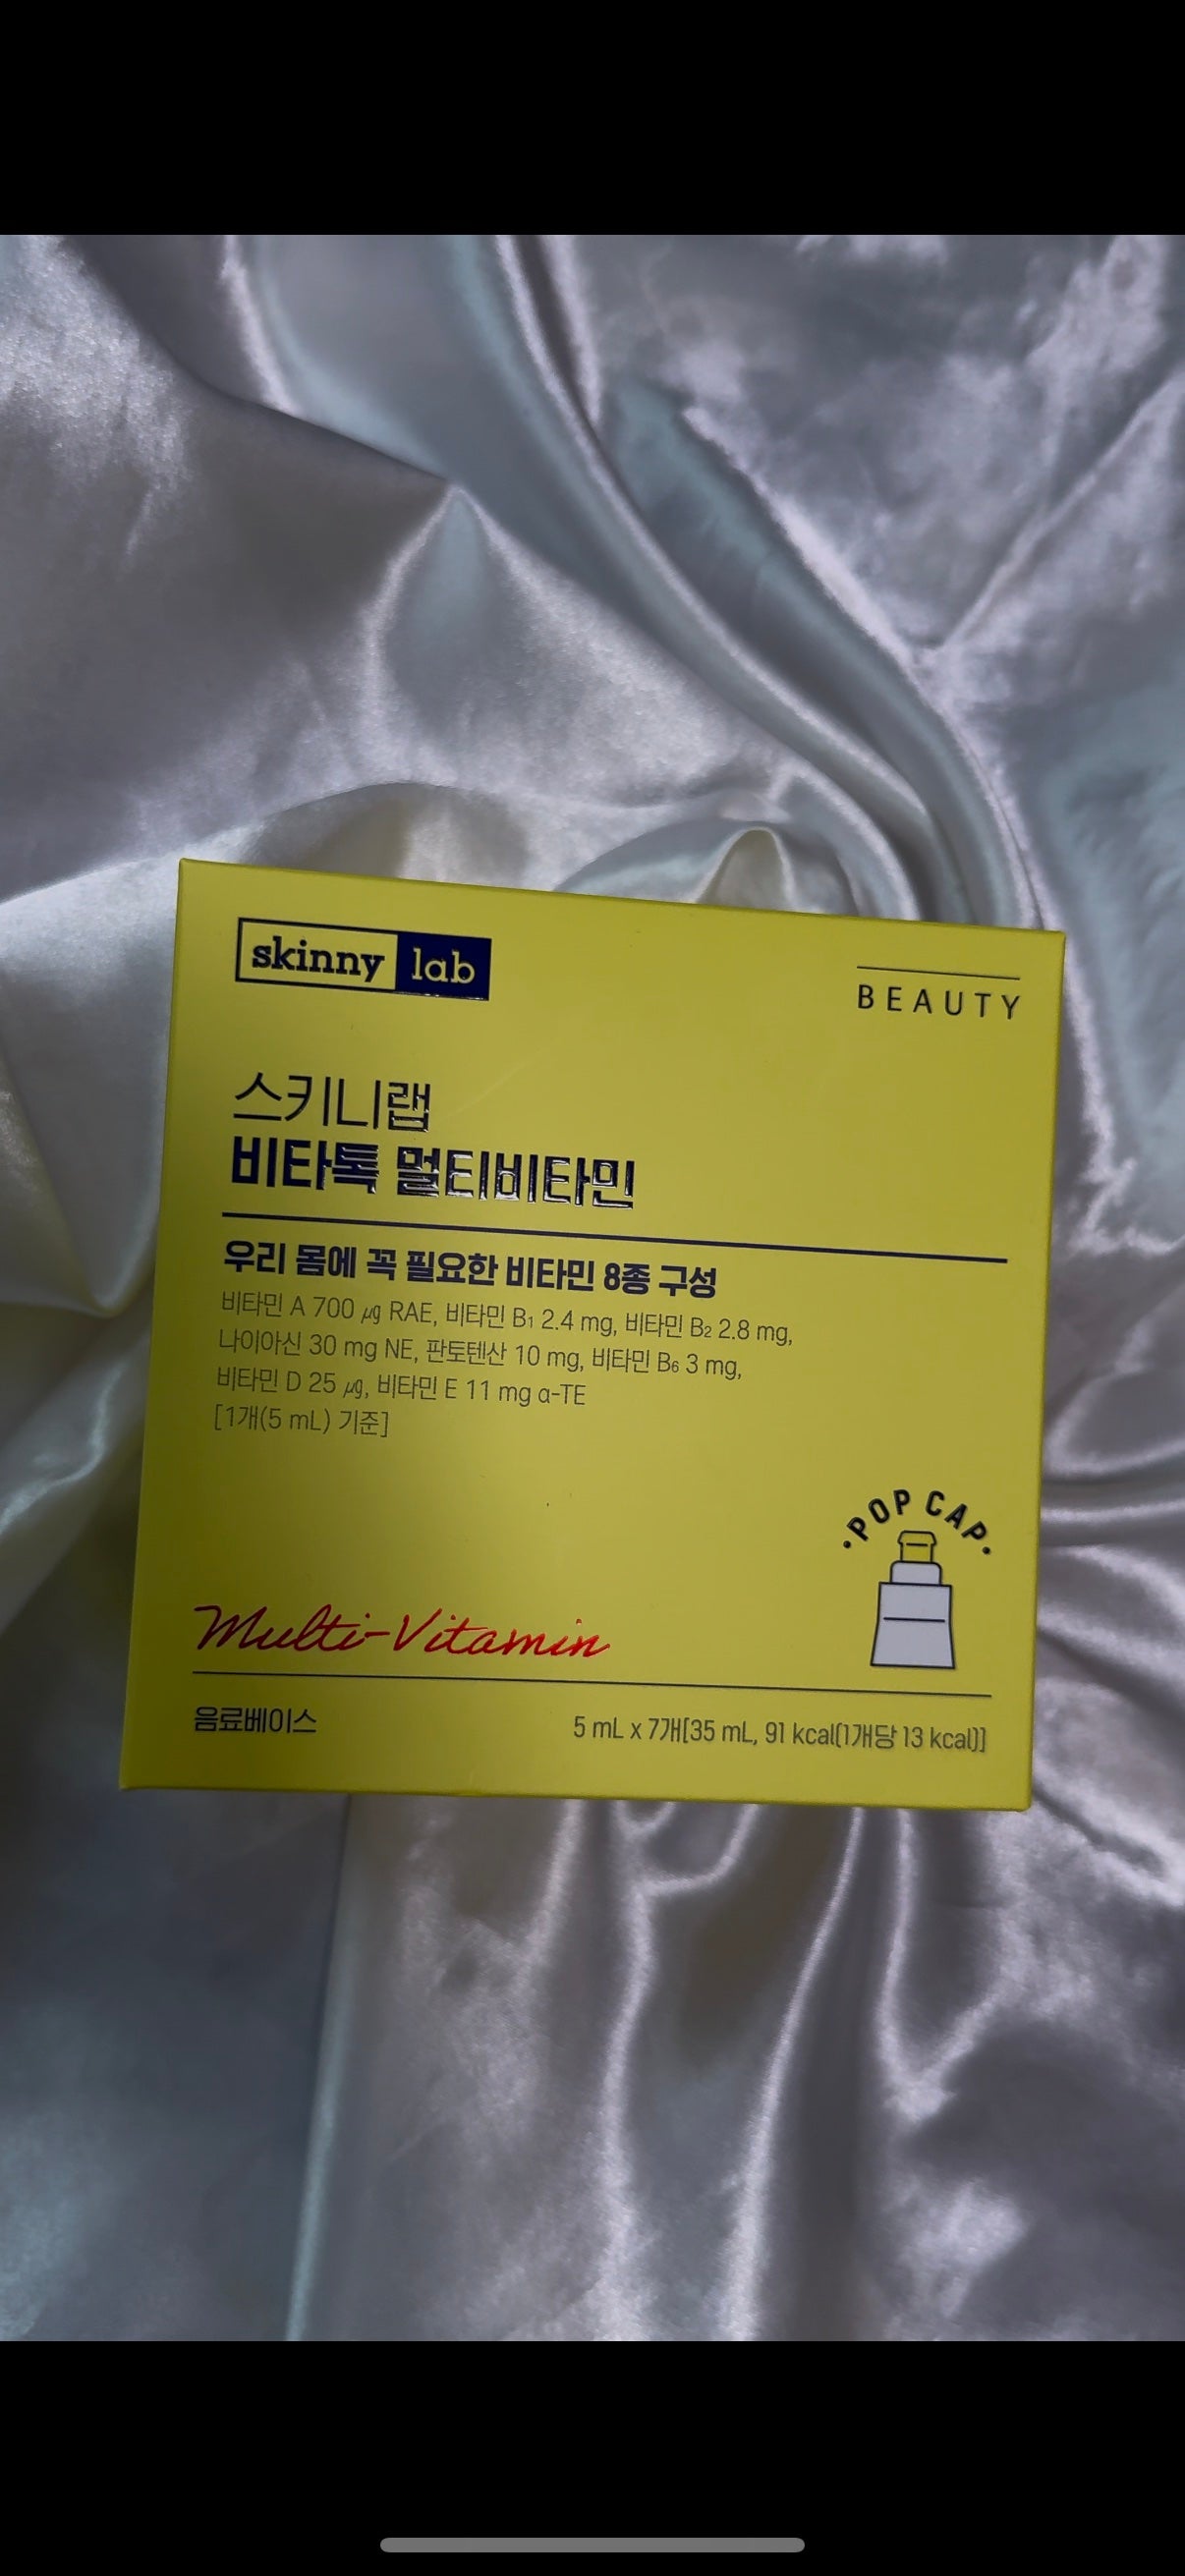 skinny lab
BEAUTY
스키니랩
비타톡 멀티비타민
우리 몸에 꼭 필요한 비타민 8종 구성
비타민 A 700 ㎍ RAE, 비타민 B₁ 2.4 mg, 비타민 B₂ 2.8 mg,
나이아신 30 mg NE, 판토텐산 10 mg, 비타민 B₆ 3 mg,
비타민 D 25 ㎍, 비타민 E 11 mg α-TE
[1개(5 mL) 기준]
·POP CAP·
Multi-Vitamin
음료베이스
5 mL x 7개[35 mL, 91 kcal(1개당 13 kcal)]